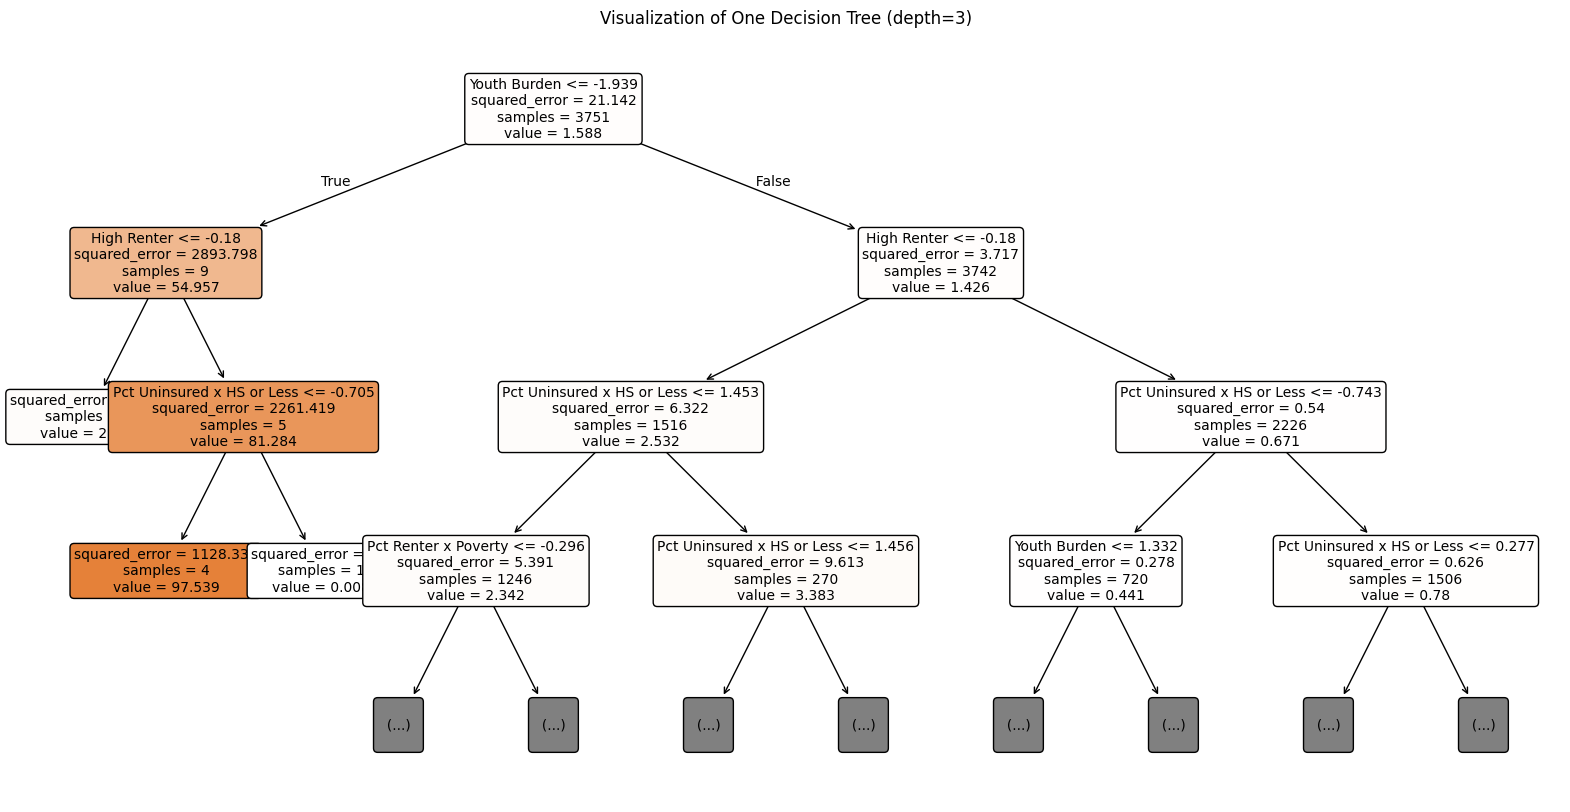 Visualization of One Decision Tree (depth=3)
Youth Burden <= -1.939
squared_error = 21.142
samples = 3751
value = 1.588
True
False
High Renter <= -0.18
squared_error = 2893.798
samples = 9
value = 54.957
High Renter <= -0.18
squared_error = 3.717
samples = 3742
value = 1.426
squared_error
samples
value = 2
Pct Uninsured x HS or Less <= -0.705
squared_error = 2261.419
samples = 5
value = 81.284
Pct Uninsured x HS or Less <= 1.453
squared_error = 6.322
samples = 1516
value = 2.532
Pct Uninsured x HS or Less <= -0.743
squared_error = 0.54
samples = 2226
value = 0.671
squared_error = 1128.33
samples = 4
value = 97.539
squared_error =
samples = 1
value = 0.00
Pct Renter x Poverty <= -0.296
squared_error = 5.391
samples = 1246
value = 2.342
Pct Uninsured x HS or Less <= 1.456
squared_error = 9.613
samples = 270
value = 3.383
Youth Burden <= 1.332
squared_error = 0.278
samples = 720
value = 0.441
Pct Uninsured x HS or Less <= 0.277
squared_error = 0.626
samples = 1506
value = 0.78
(...)
(...)
(...)
(...)
(...)
(...)
(...)
(...)